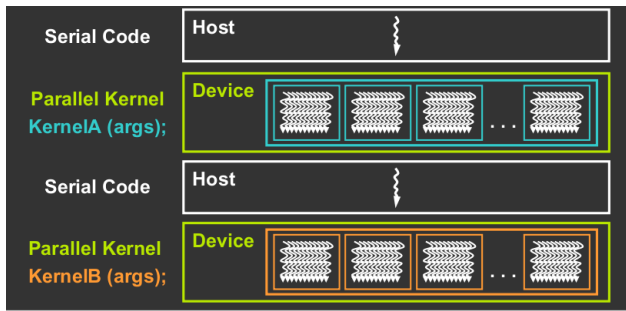 Serial Code
Host
Parallel Kernel
KernelA (args);
Device
...
Serial Code
Host
Parallel Kernel
KernelB (args);
Device
...